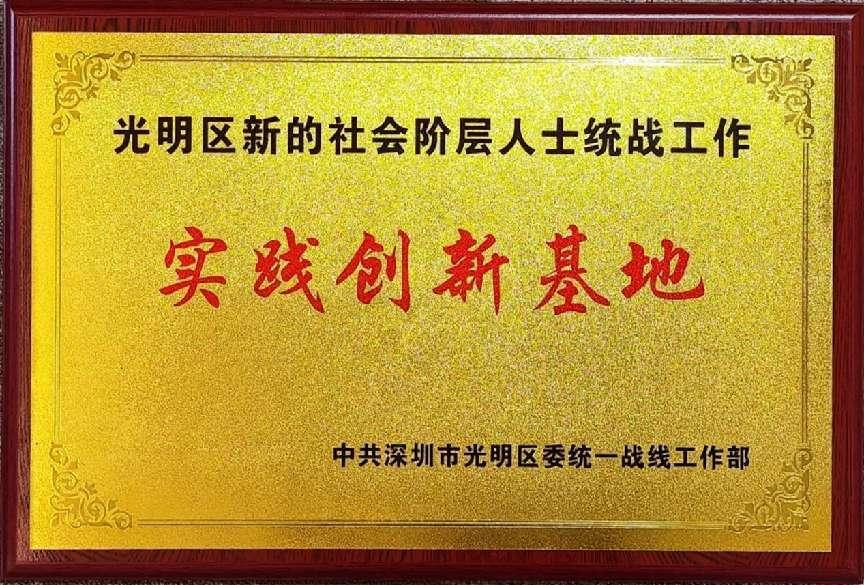 光明区新的社会阶层人士统战工作
实践创新基地
中共深圳市光明区委统一战线工作部